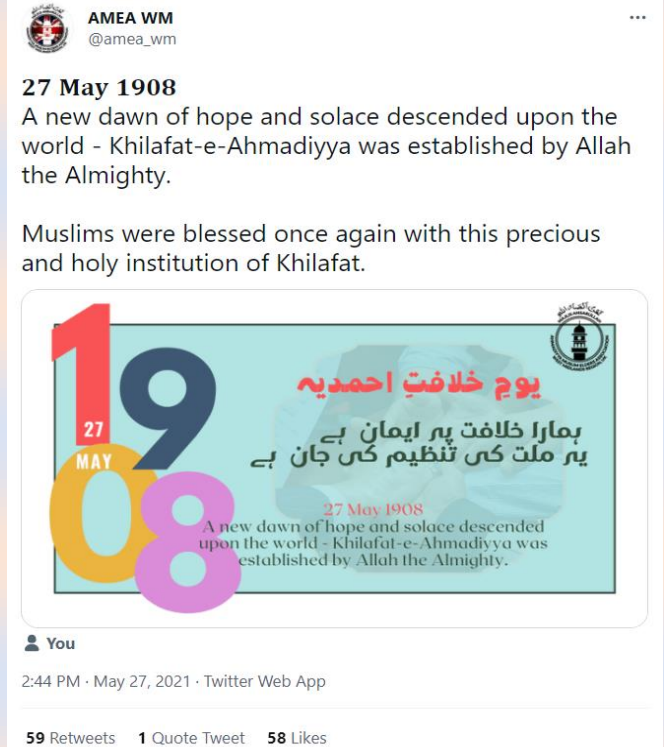 AMEA WM
@amea_wm
27 May 1908
A new dawn of hope and solace descended upon the
world - Khilafat-e-Ahmadiyya was established by Allah
the Almighty.
Muslims were blessed once again with this precious
and holy institution of Khilafat.
1908
27
MAY
یومِ خلافتِ احمدیہ
ہمارا خلافت پہ ایمان ہے
یہ ملت کی تنظیم کی جان ہے
27 May 1908
A new dawn of hope and solace descended
upon the world - Khilafat-e-Ahmadiyya was
established by Allah the Almighty.
You
2:44 PM · May 27, 2021 · Twitter Web App
59 Retweets 1 Quote Tweet 58 Likes